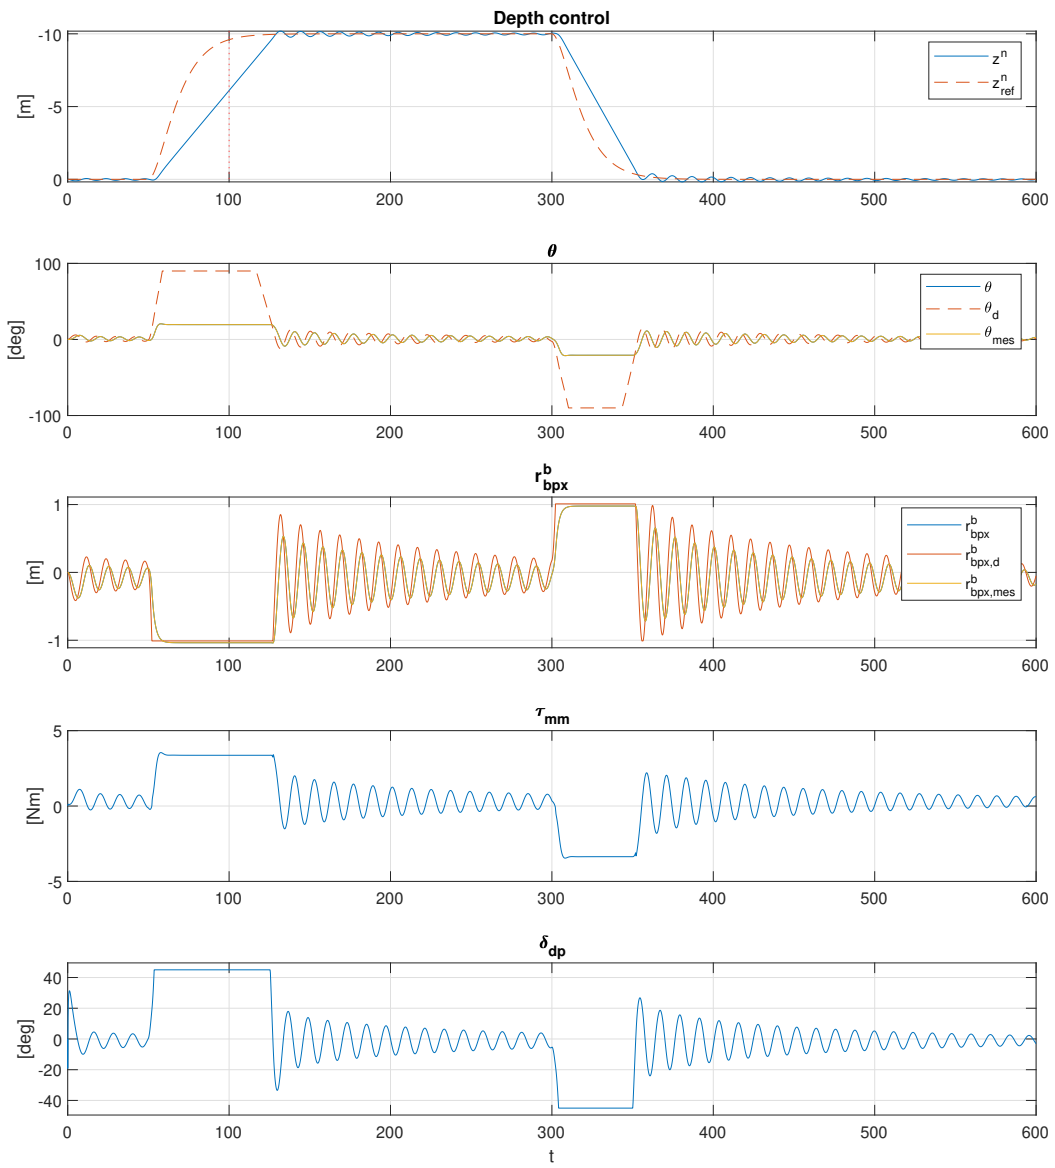 Depth control
-10
-5
0
[m]
z^n
z^n_ref
0 100 200 300 400 500 600
θ
100
0
-100
[deg]
θ
θ_d
θ_mes
0 100 200 300 400 500 600
r^b_bpx
1
0
-1
[m]
r^b_bpx
r^b_bpx,d
r^b_bpx,mes
0 100 200 300 400 500 600
τ_mm
5
0
-5
[Nm]
0 100 200 300 400 500 600
δ_dp
40
20
0
-20
-40
[deg]
0 100 200 300 400 500 600
t